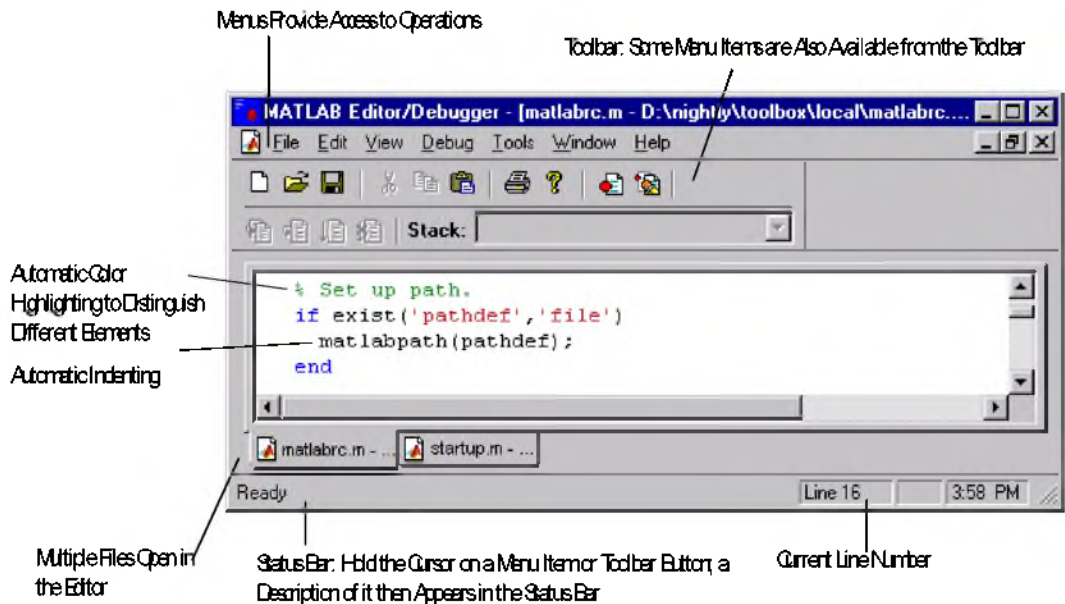 Menus Provide Access to Operations
Toolbar: Some Menu Items are Also Available from the Toolbar
MATLAB Editor/Debugger - [matlabrc.m - D:\nightly\toolbox\local\matlabrc....
File Edit View Debug Tools Window Help
Stack:
Automatic Color
Highlighting to Distinguish
Different Elements
Automatic Indenting
% Set up path.
if exist('pathdef','file')
matlabpath(pathdef);
end
matlabrc.m - ... startup.m - ...
Ready Line 16 3:58 PM
Multiple Files Open in
the Editor
Status Bar: Hold the Cursor on a Menu Item or Toolbar Button; a
Description of it then Appears in the Status Bar
Current Line Number